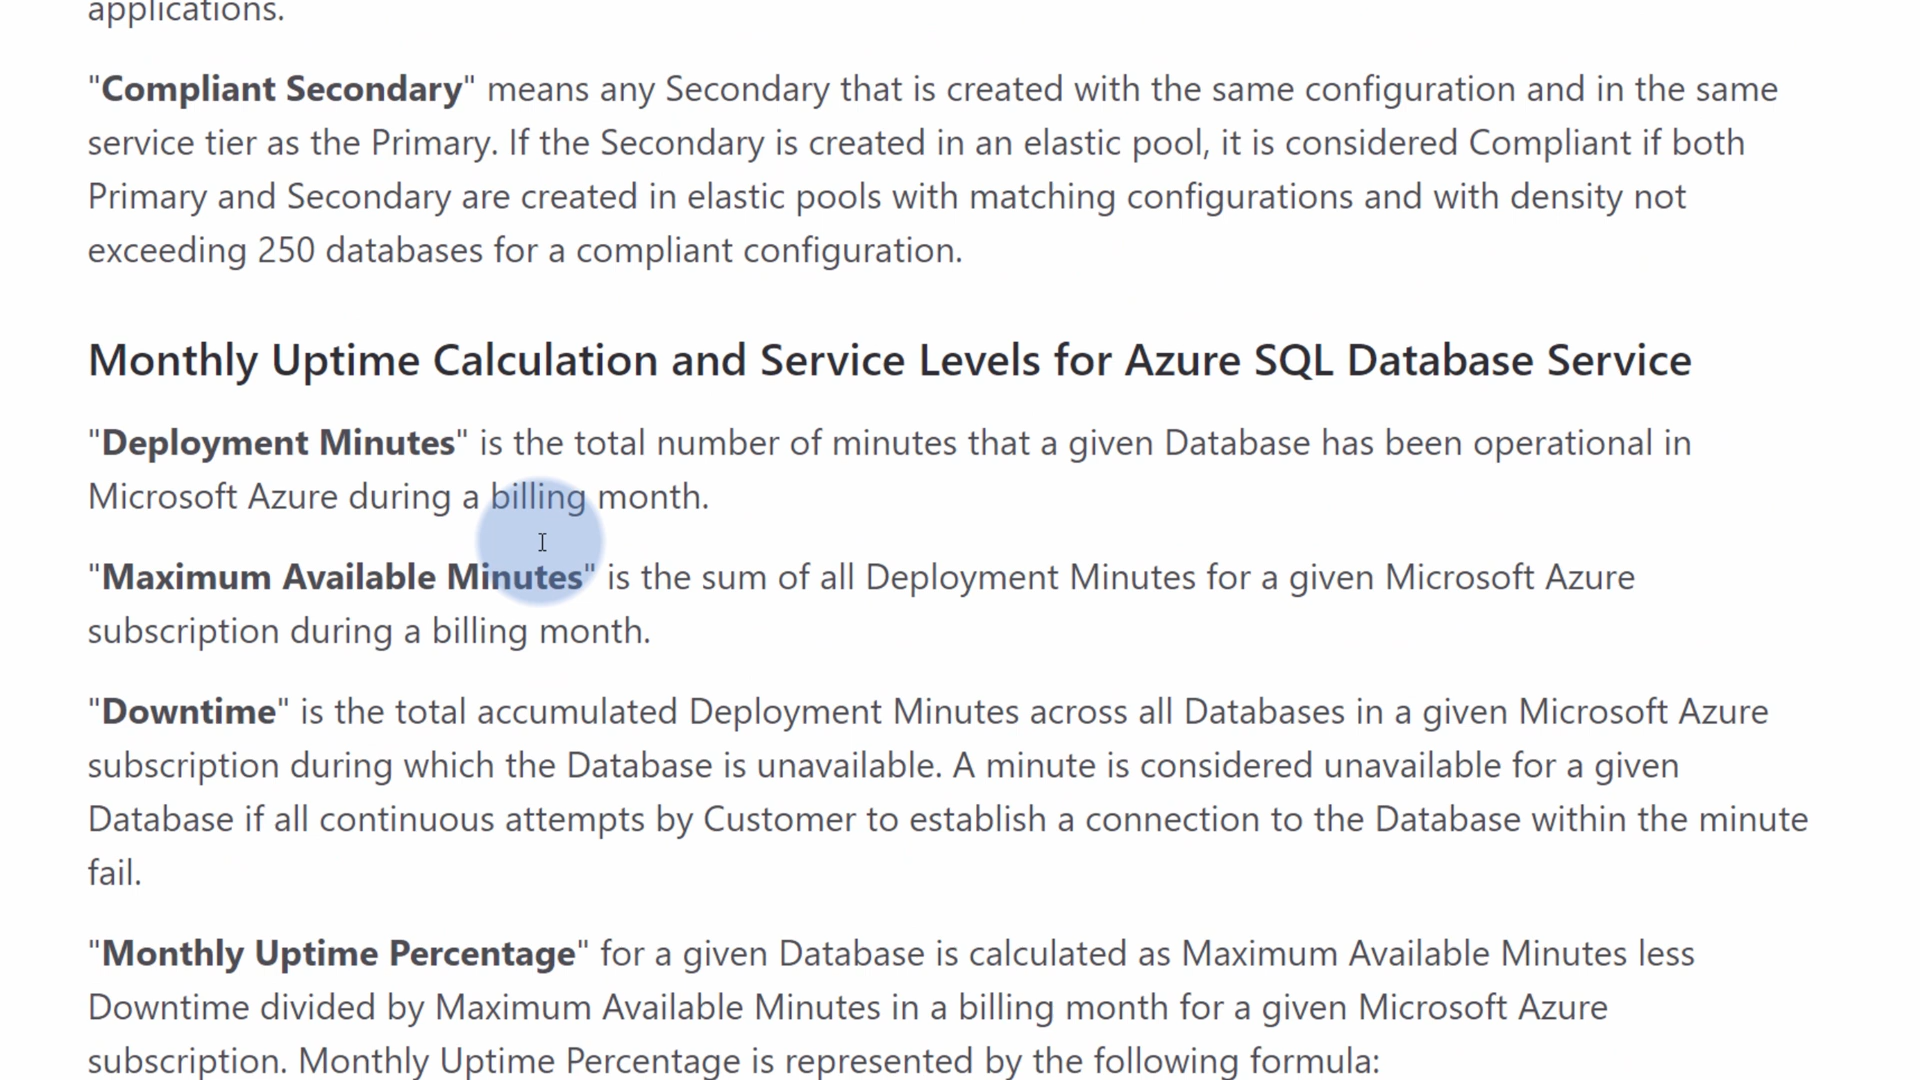 applications.
"Compliant Secondary" means any Secondary that is created with the same configuration and in the same
service tier as the Primary. If the Secondary is created in an elastic pool, it is considered Compliant if both
Primary and Secondary are created in elastic pools with matching configurations and with density not
exceeding 250 databases for a compliant configuration.
Monthly Uptime Calculation and Service Levels for Azure SQL Database Service
"Deployment Minutes" is the total number of minutes that a given Database has been operational in
Microsoft Azure during a billing month.
"Maximum Available Minutes" is the sum of all Deployment Minutes for a given Microsoft Azure
subscription during a billing month.
"Downtime" is the total accumulated Deployment Minutes across all Databases in a given Microsoft Azure
subscription during which the Database is unavailable. A minute is considered unavailable for a given
Database if all continuous attempts by Customer to establish a connection to the Database within the minute
fail.
"Monthly Uptime Percentage" for a given Database is calculated as Maximum Available Minutes less
Downtime divided by Maximum Available Minutes in a billing month for a given Microsoft Azure
subscription. Monthly Uptime Percentage is represented by the following formula: